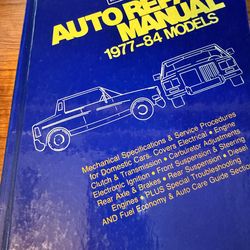 AUTO REPAIR
MANUAL
1977-84 MODELS
Mechanical Specifications & Service Procedures
for Domestic Cars. Covers Electrical • Engine
Clutch & Transmission • Carburetor Adjustments
Electronic Ignition • Front Suspension & Steering
Rear Axle & Brakes • Rear Suspension • Diesel
Engines • PLUS Special Troubleshooting
AND Fuel Economy & Auto Care Guide Section